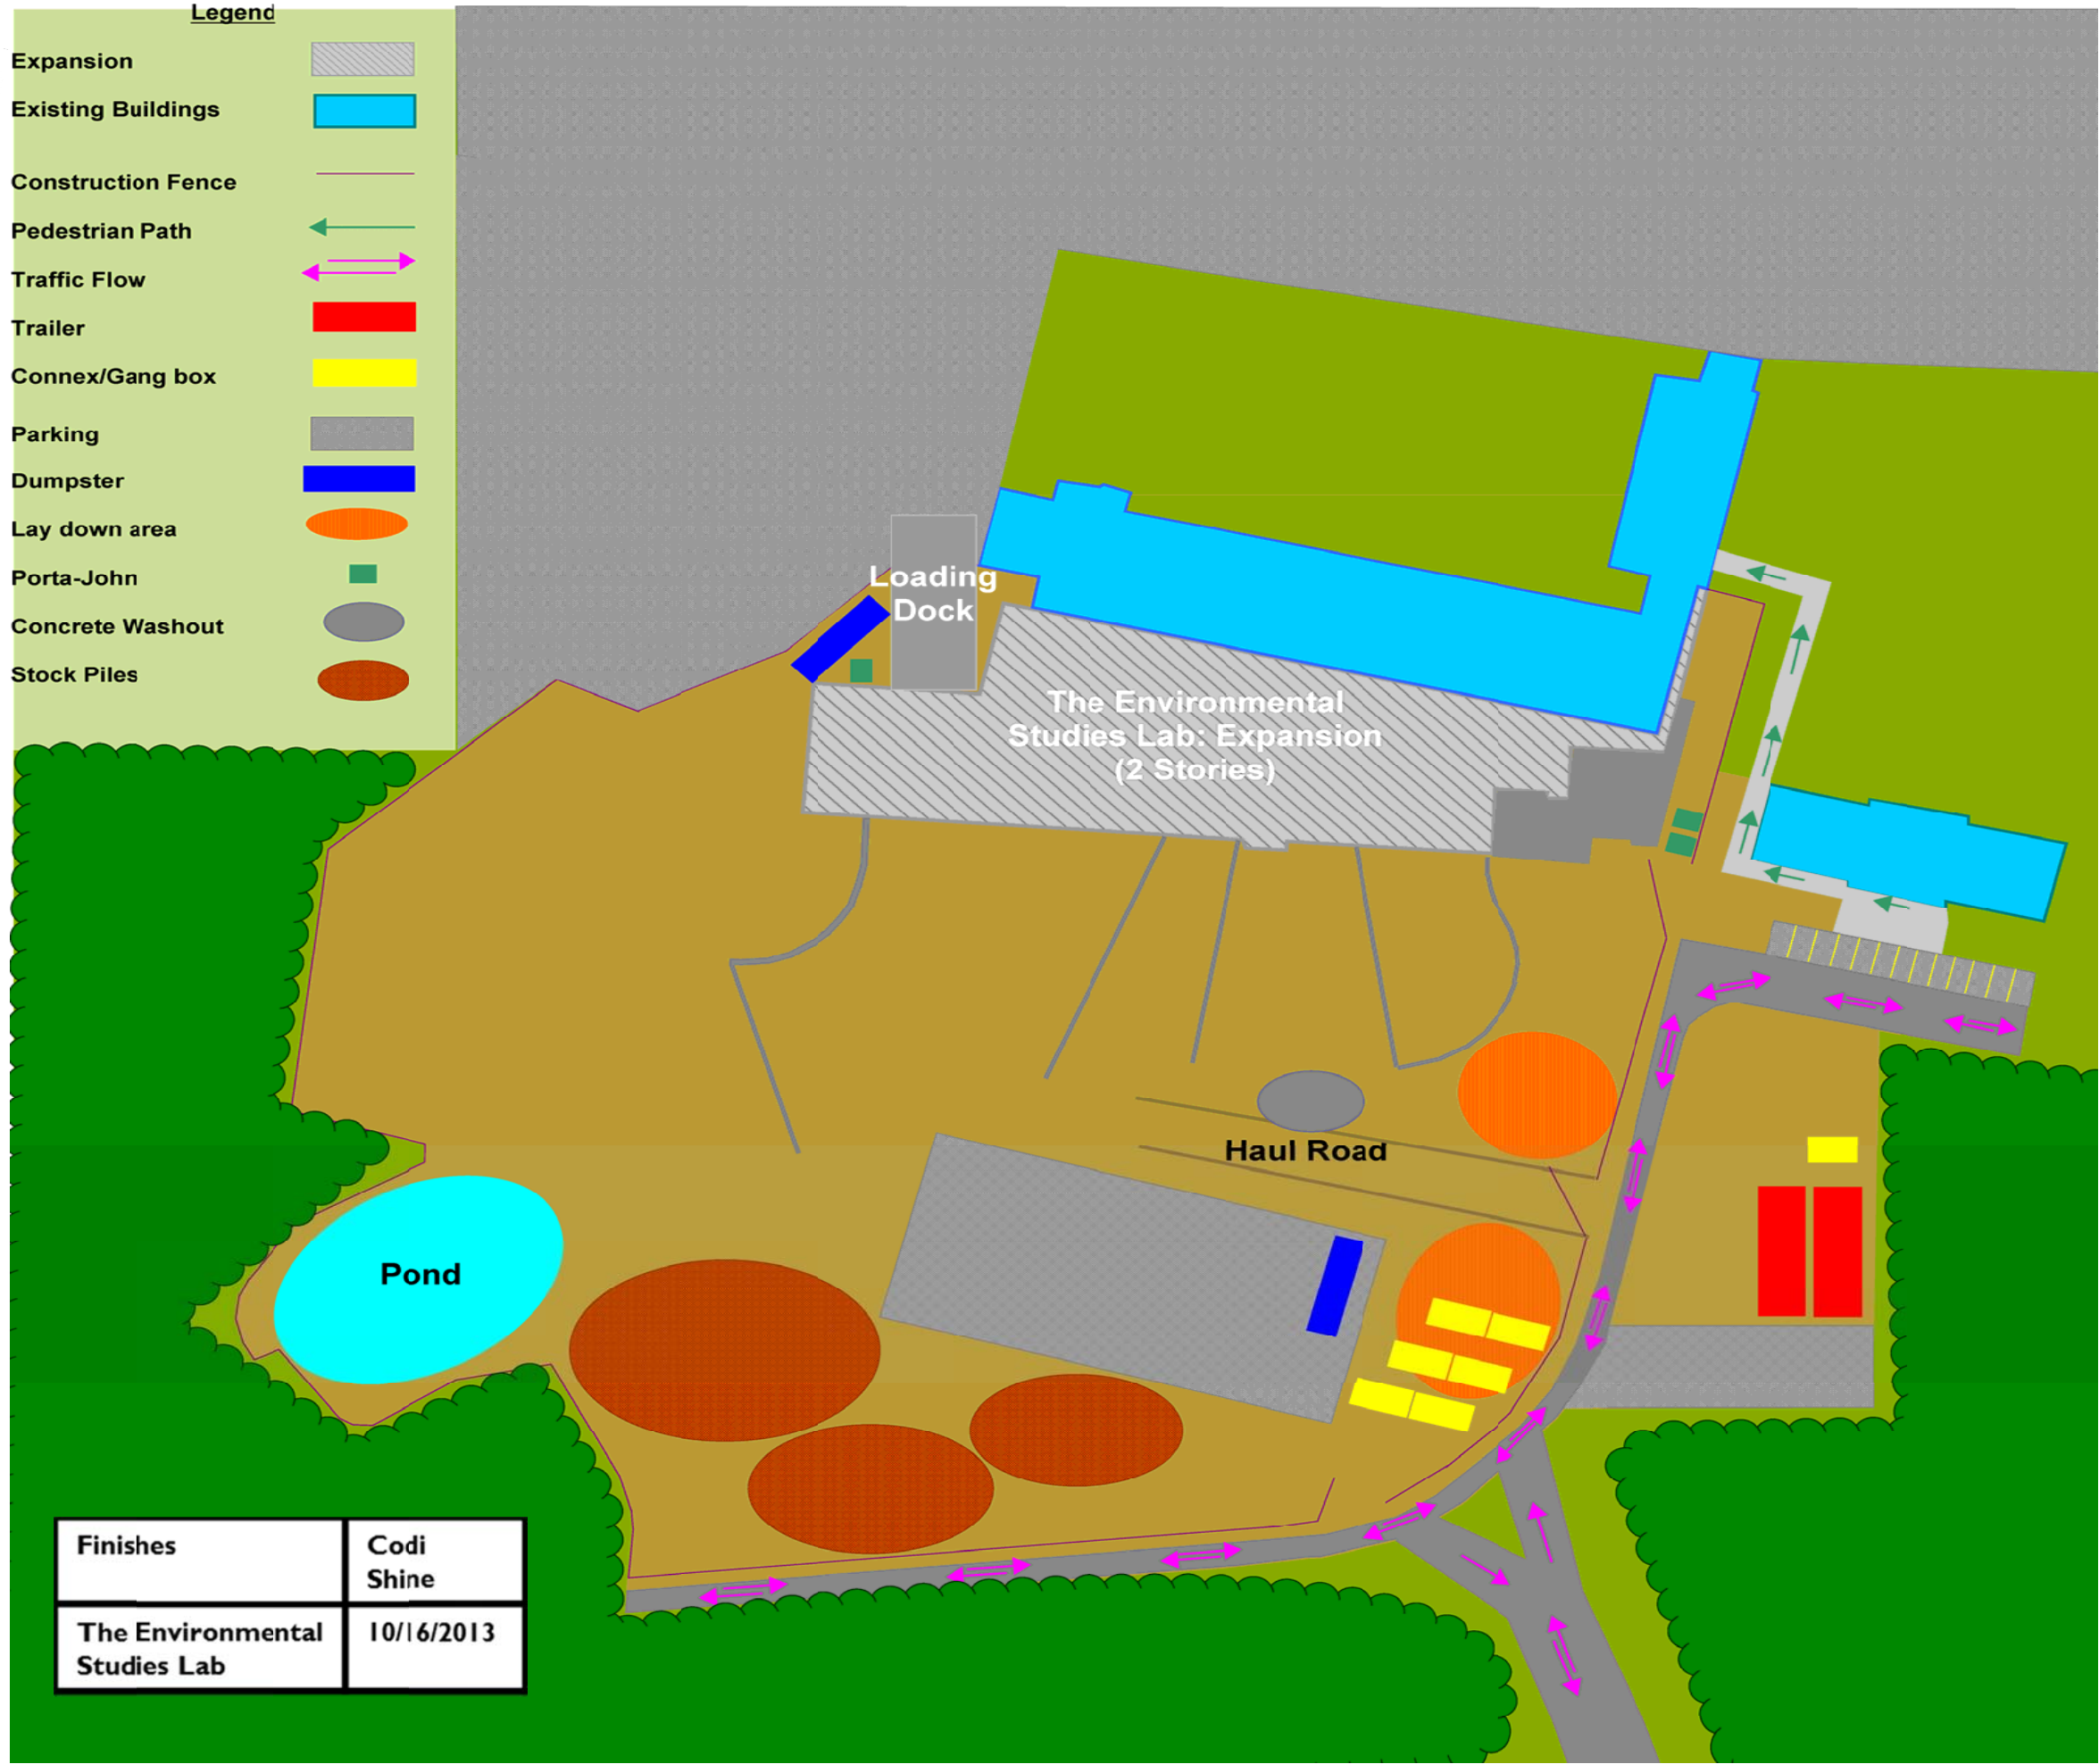 Legend
Expansion
Existing Buildings
Construction Fence
Pedestrian Path
Traffic Flow
Trailer
Connex/Gang box
Parking
Dumpster
Lay down area
Porta-John
Concrete Washout
Stock Piles
Loading
Dock
The Environmental
Studies Lab: Expansion
(2 Stories)
Haul Road
Pond
Finishes
Codi
Shine
The Environmental
Studies Lab
10/16/2013